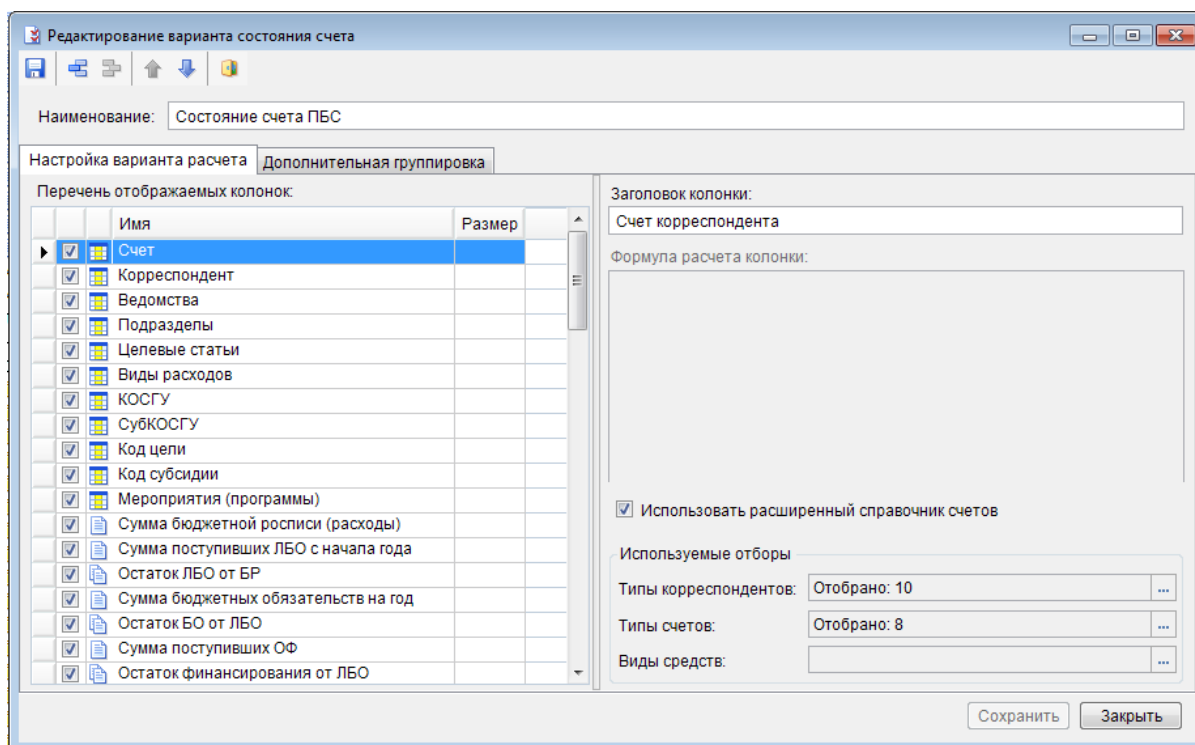 Редактирование варианта состояния счета
Наименование: Состояние счета ПБС
Настройка варианта расчета Дополнительная группировка
Перечень отображаемых колонок:
Имя Размер
Счет
Корреспондент
Ведомства
Подразделы
Целевые статьи
Виды расходов
КОСГУ
СубКОСГУ
Код цели
Код субсидии
Мероприятия (программы)
Сумма бюджетной росписи (расходы)
Сумма поступивших ЛБО с начала года
Остаток ЛБО от БР
Сумма бюджетных обязательств на год
Остаток БО от ЛБО
Сумма поступивших ОФ
Остаток финансирования от ЛБО
Заголовок колонки:
Счет корреспондента
Формула расчета колонки:
Использовать расширенный справочник счетов
Используемые отборы
Типы корреспондентов: Отобрано: 10 ...
Типы счетов: Отобрано: 8 ...
Виды средств: ...
Сохранить Закрыть